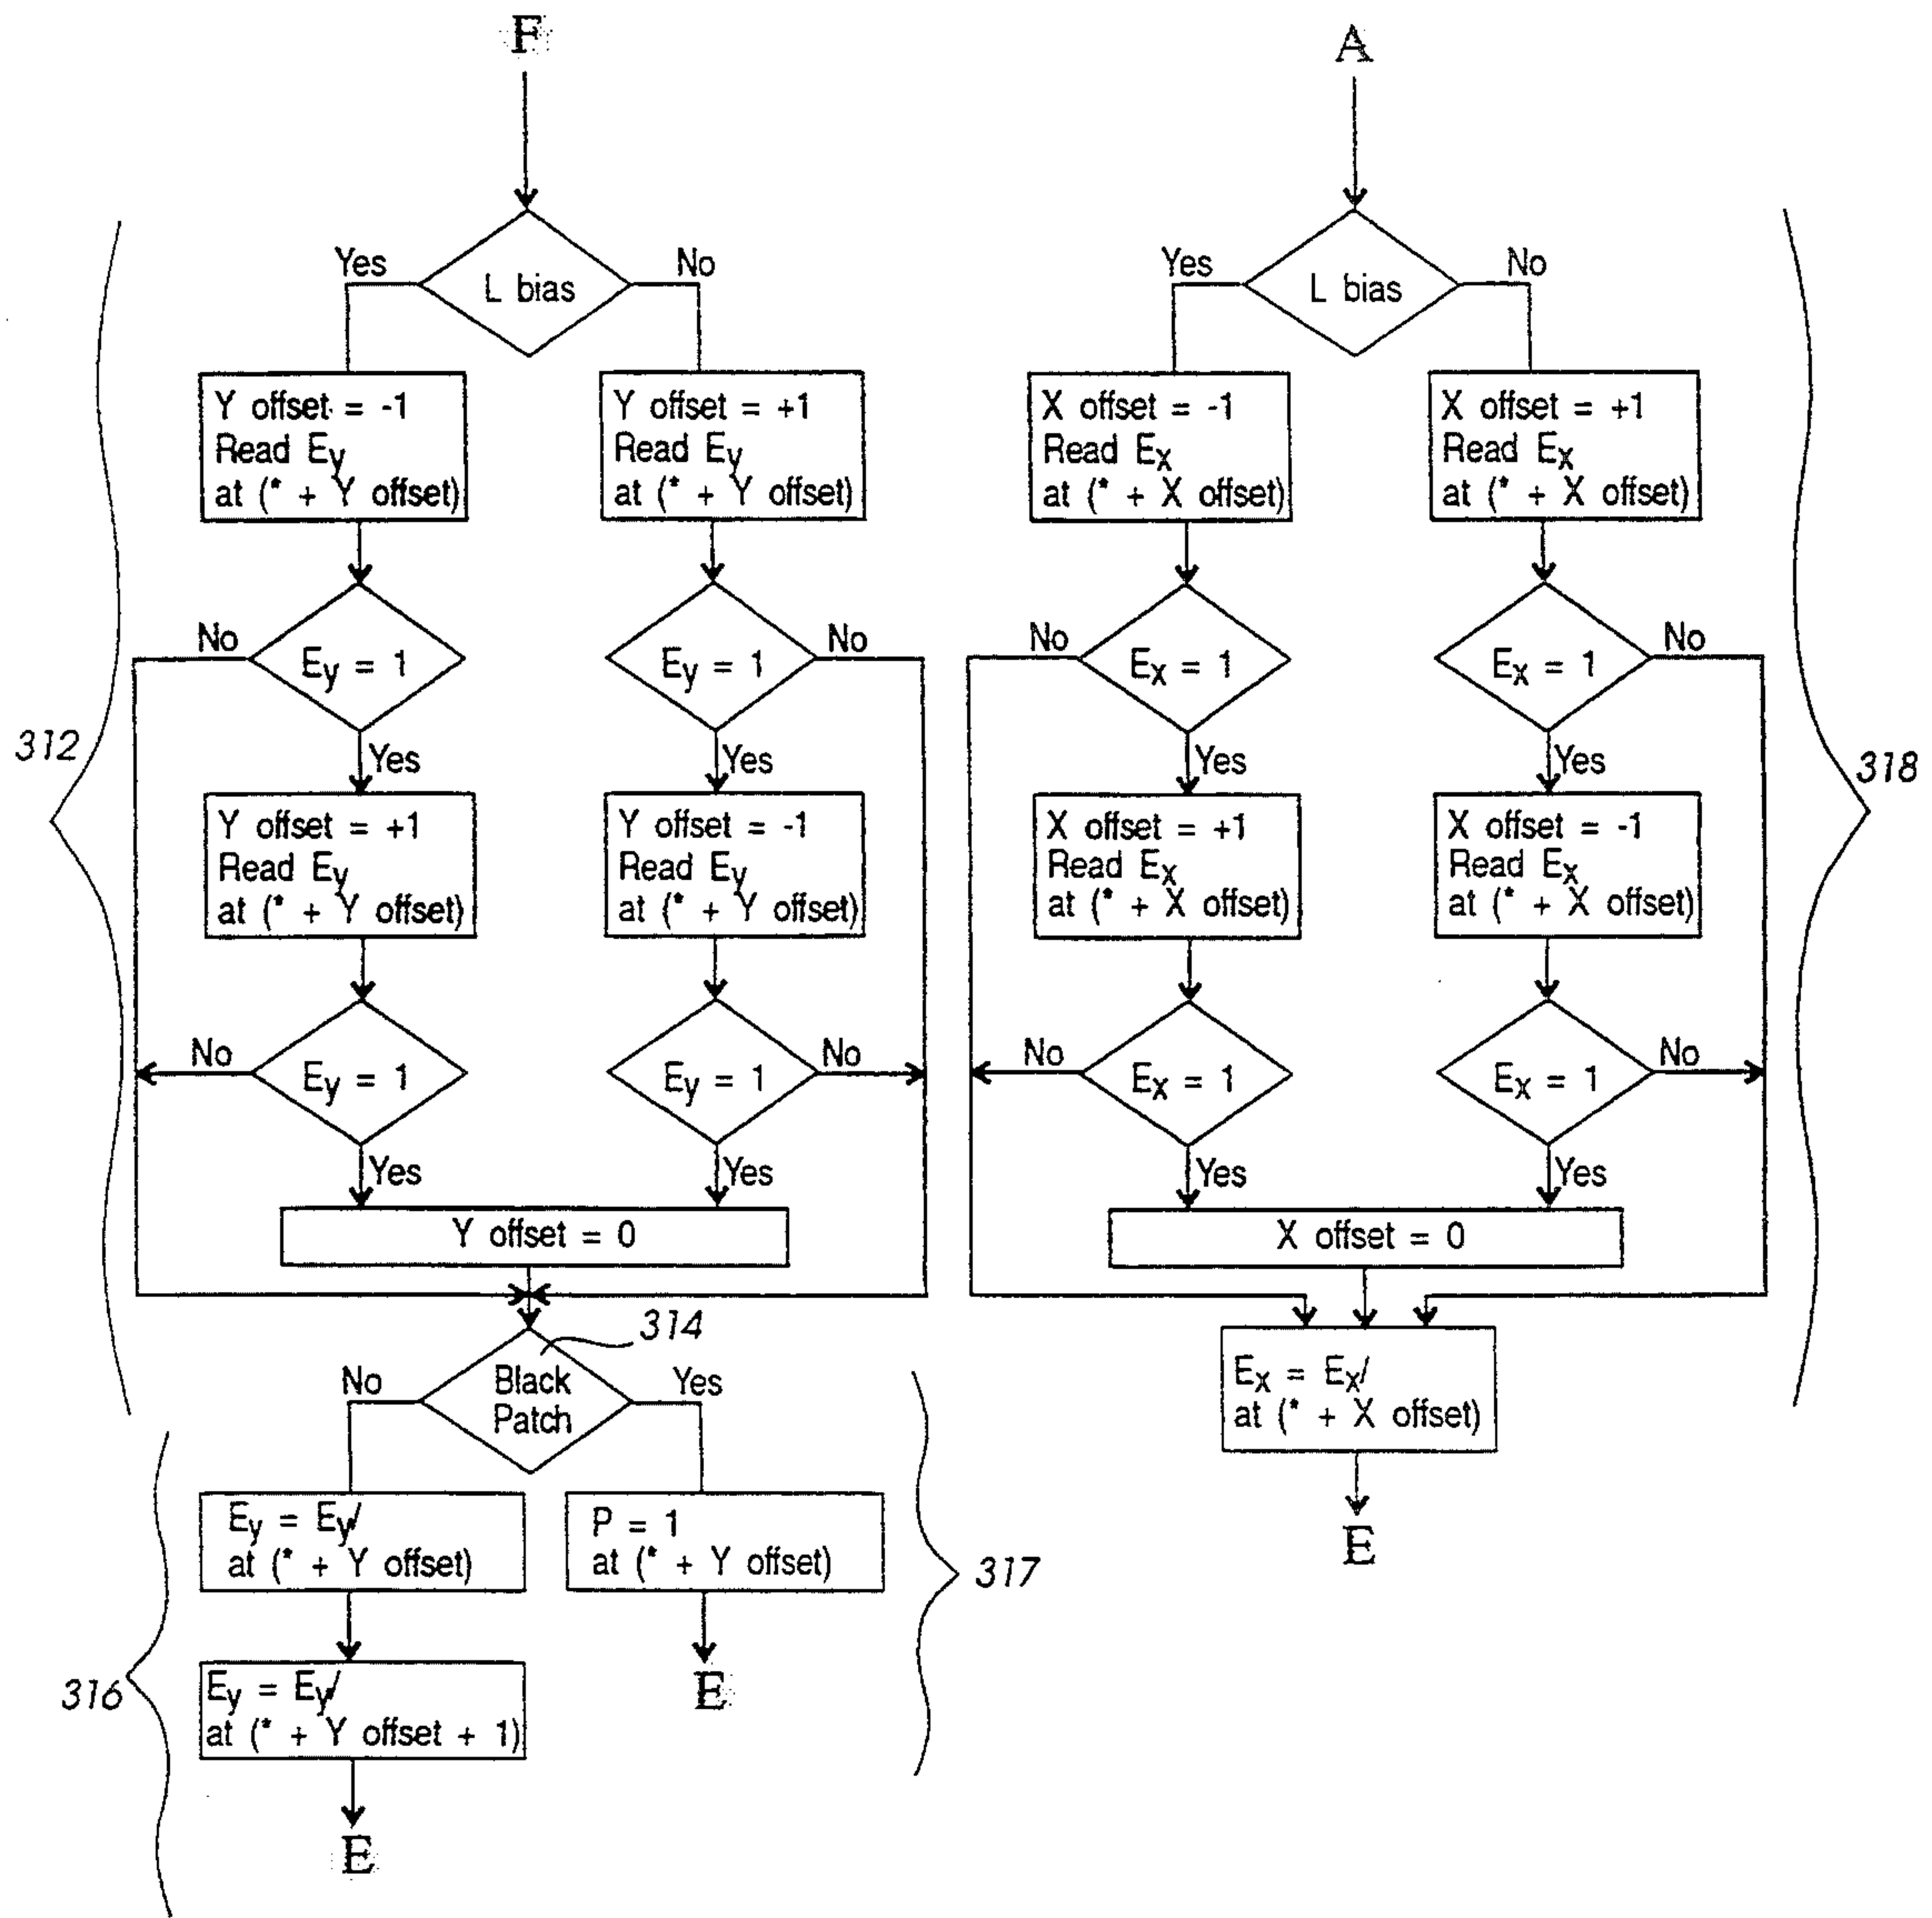 F
A
Yes
L bias
No
Yes
L bias
No
Y offset = -1
Read Ey
at (* + Y offset)
Y offset = +1
Read Ey
at (* + Y offset)
X offset = -1
Read Ex
at (* + X offset)
X offset = +1
Read Ex
at (* + X offset)
No
Ey = 1
Ey = 1
No
No
Ex = 1
Ex = 1
No
312
Yes
Yes
Yes
Yes
318
Y offset = +1
Read Ey
at (* + Y offset)
Y offset = -1
Read Ey
at (* + Y offset)
X offset = +1
Read Ex
at (* + X offset)
X offset = -1
Read Ex
at (* + X offset)
No
Ey = 1
Ey = 1
No
No
Ex = 1
Ex = 1
No
Yes
Yes
Yes
Yes
Y offset = 0
X offset = 0
314
No
Black
Patch
Yes
Ex = Ex/
at (* + X offset)
E
Ey = Ey/
at (* + Y offset)
P = 1
at (* + Y offset)
317
316
Ey = Ey/
at (* + Y offset + 1)
E
E